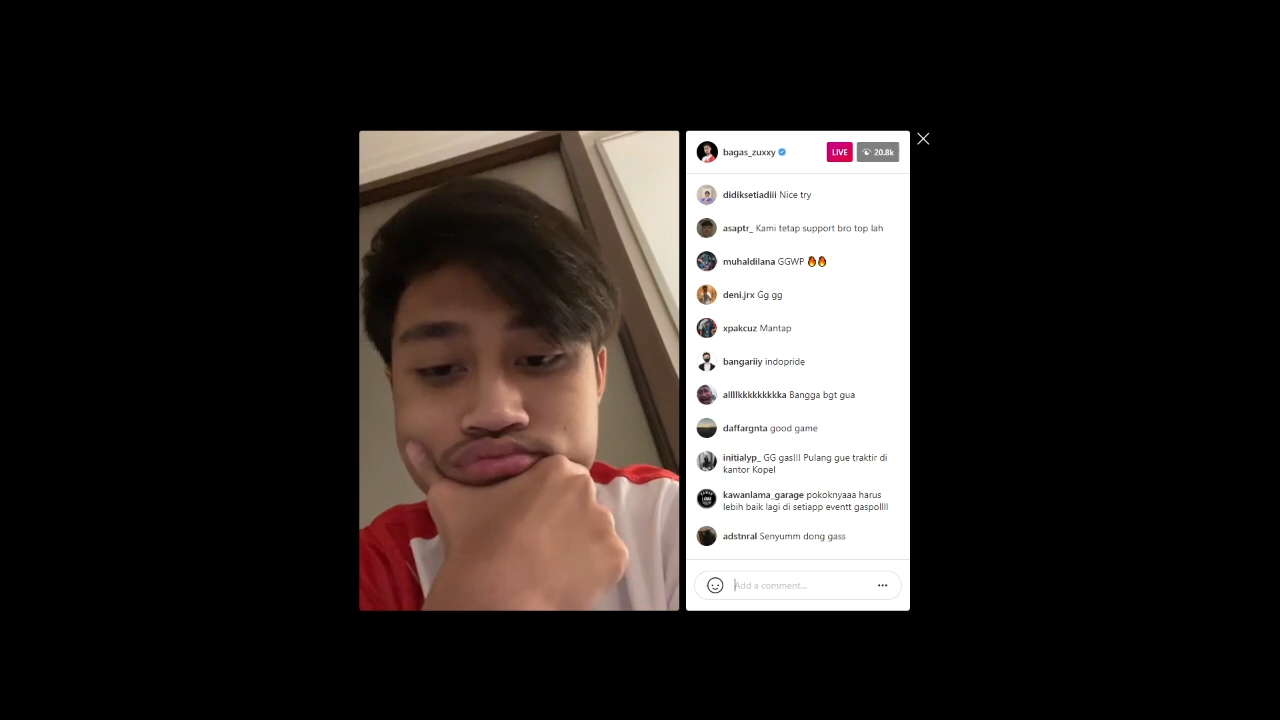 bagas_zuxxy
LIVE
20.8k
didiksetiadiii Nice try
asaptr_ Kami tetap support bro top lah
muhaldilana GGWP 🔥🔥
deni.jrx Gg gg
xpakcuz Mantap
bangariiy indopride
allllkkkkkkkkkka Bangga bgt gua
daffargnta good game
initialyp_ GG gas!!! Pulang gue traktir di
kantor Kopel
kawanlama_garage pokoknyaaa harus
lebih baik lagi di setiapp eventt gaspollll
adstnral Senyumm dong gass
Add a comment...